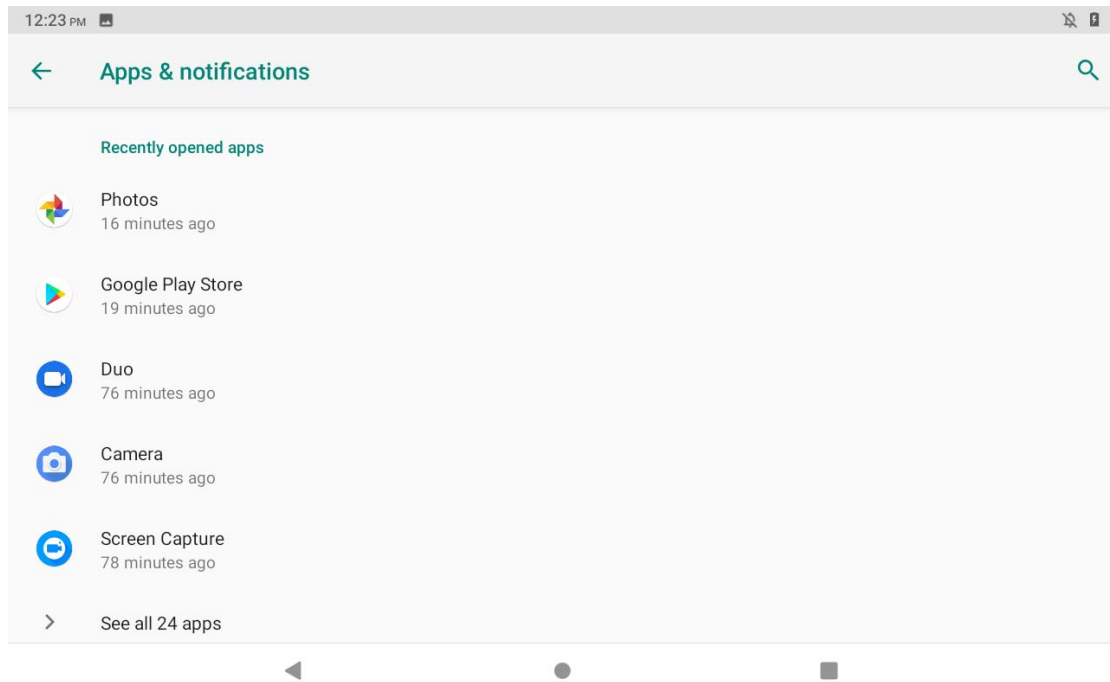 12:23 PM
Apps & notifications
Recently opened apps
Photos
16 minutes ago
Google Play Store
19 minutes ago
Duo
76 minutes ago
Camera
76 minutes ago
Screen Capture
78 minutes ago
See all 24 apps